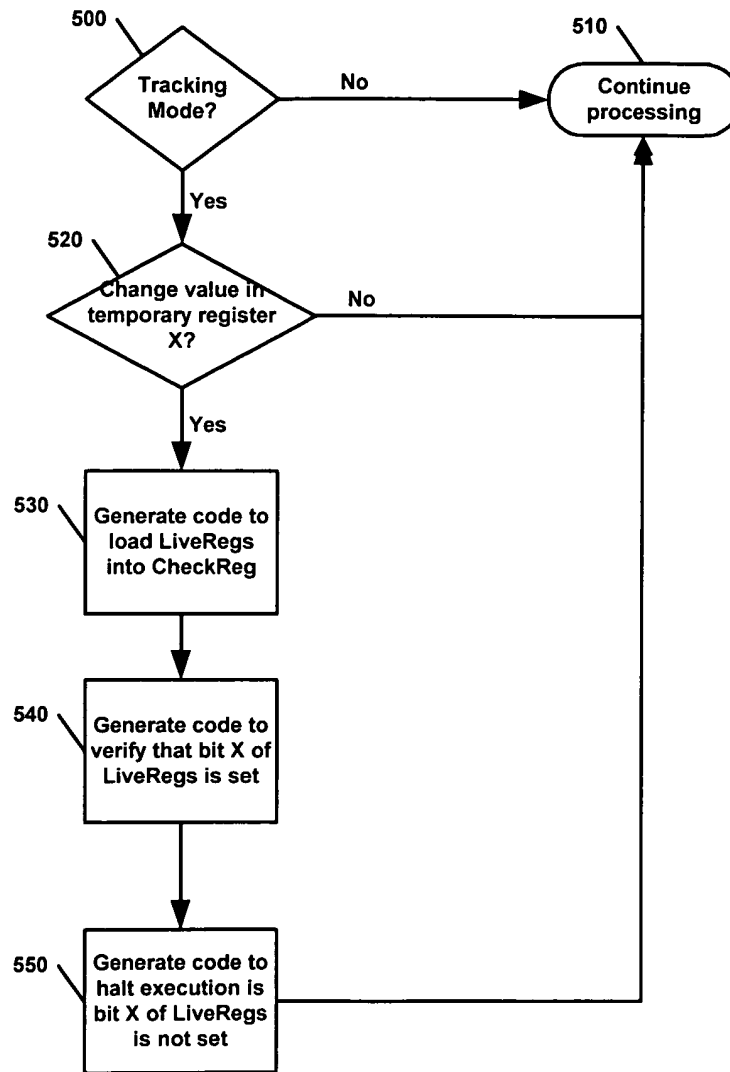 500
510
Tracking
Mode?
No
Continue
processing
Yes
520
Change value in
temporary register
X?
No
Yes
530
Generate code to
load LiveRegs
into CheckReg
540
Generate code to
verify that bit X of
LiveRegs is set
550
Generate code to
halt execution is
bit X of LiveRegs
is not set